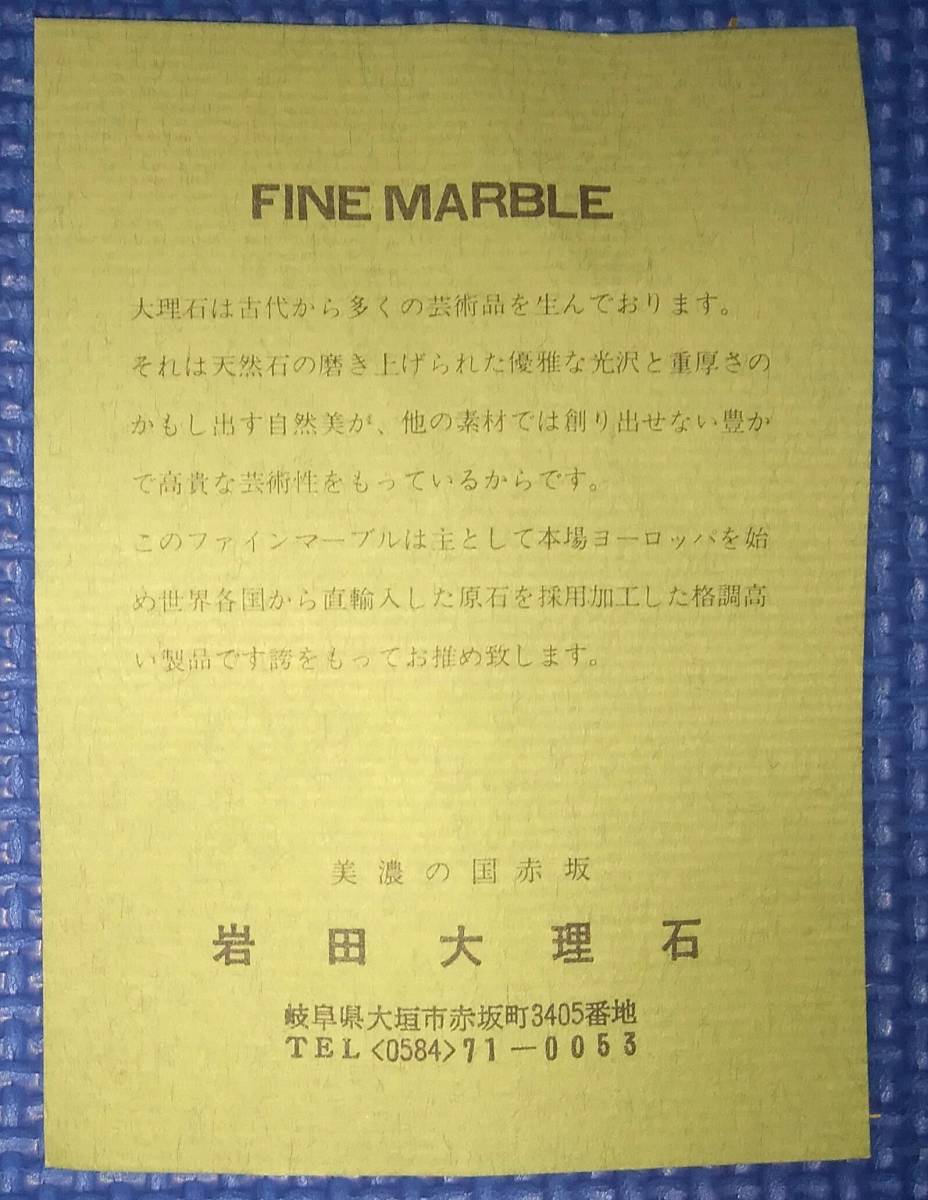 FINE MARBLE
大理石は古代から多くの芸術品を生んでおります。
それは天然石の磨き上げられた優雅な光沢と重厚さの
かもし出す自然美が、他の素材では創り出せない豊か
で高貴な芸術性をもっているからです。
このファインマーブルは主として本場ヨーロッパを始
め世界各国から直輸入した原石を採用加工した格調高
い製品です誇をもってお推め致します。
美濃の国赤坂
岩田大理石
岐阜県大垣市赤坂町3405番地
TEL<0584>71-0053